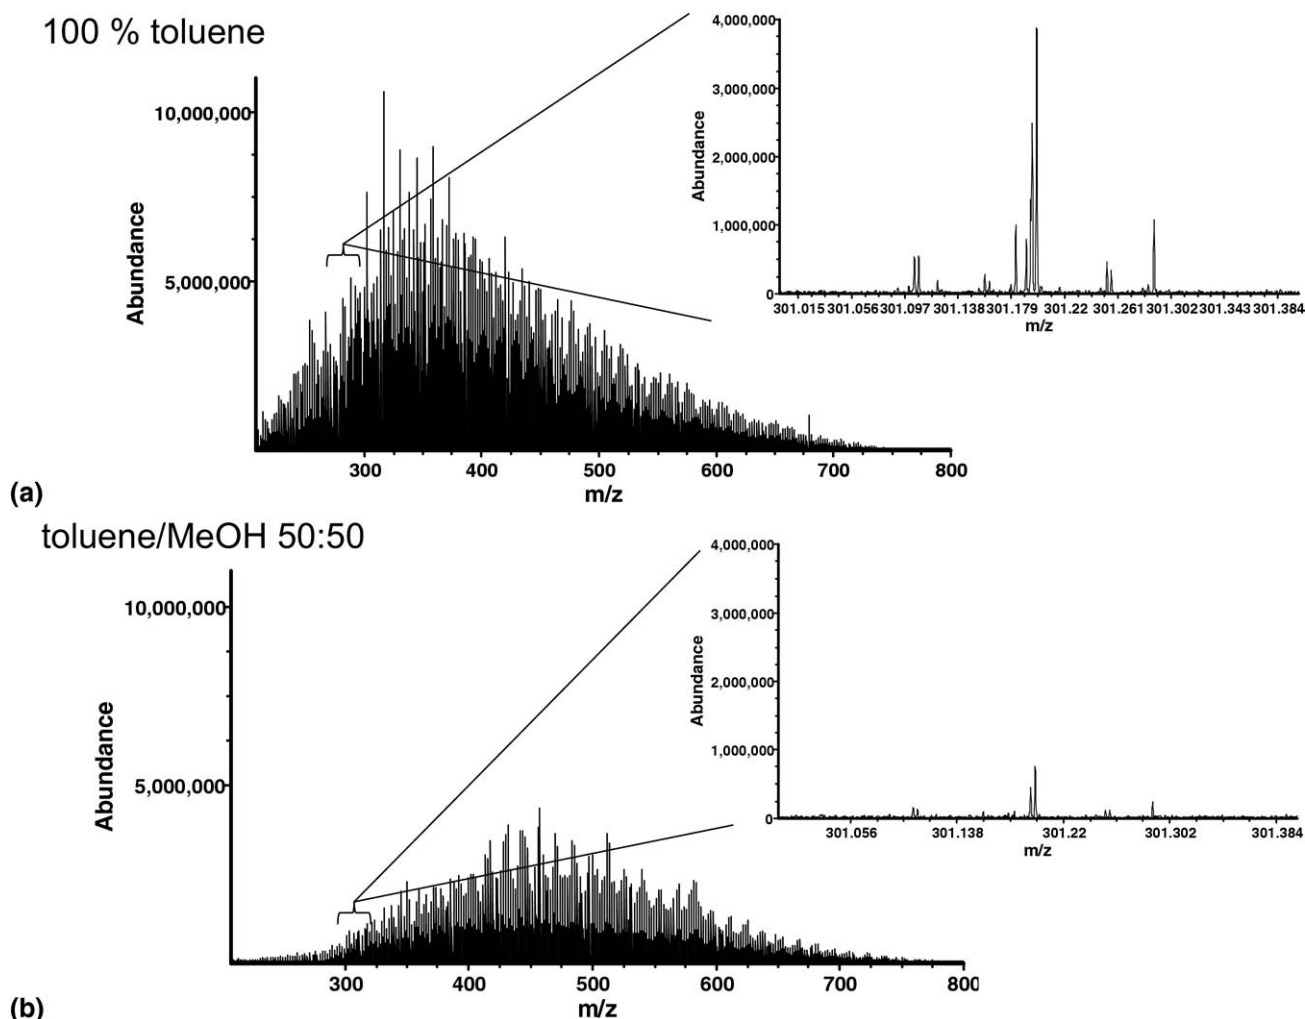 100 % toluene
Abundance
10,000,000
5,000,000
300 400 500 600 700 800
m/z
Abundance
4,000,000
3,000,000
2,000,000
1,000,000
0
301.015 301.056 301.097 301.138 301.179 301.22 301.261 301.302 301.343 301.384
m/z
(a)
toluene/MeOH 50:50
Abundance
10,000,000
5,000,000
300 400 500 600 700 800
m/z
Abundance
4,000,000
3,000,000
2,000,000
1,000,000
0
301.056 301.138 301.22 301.302 301.384
m/z
(b)